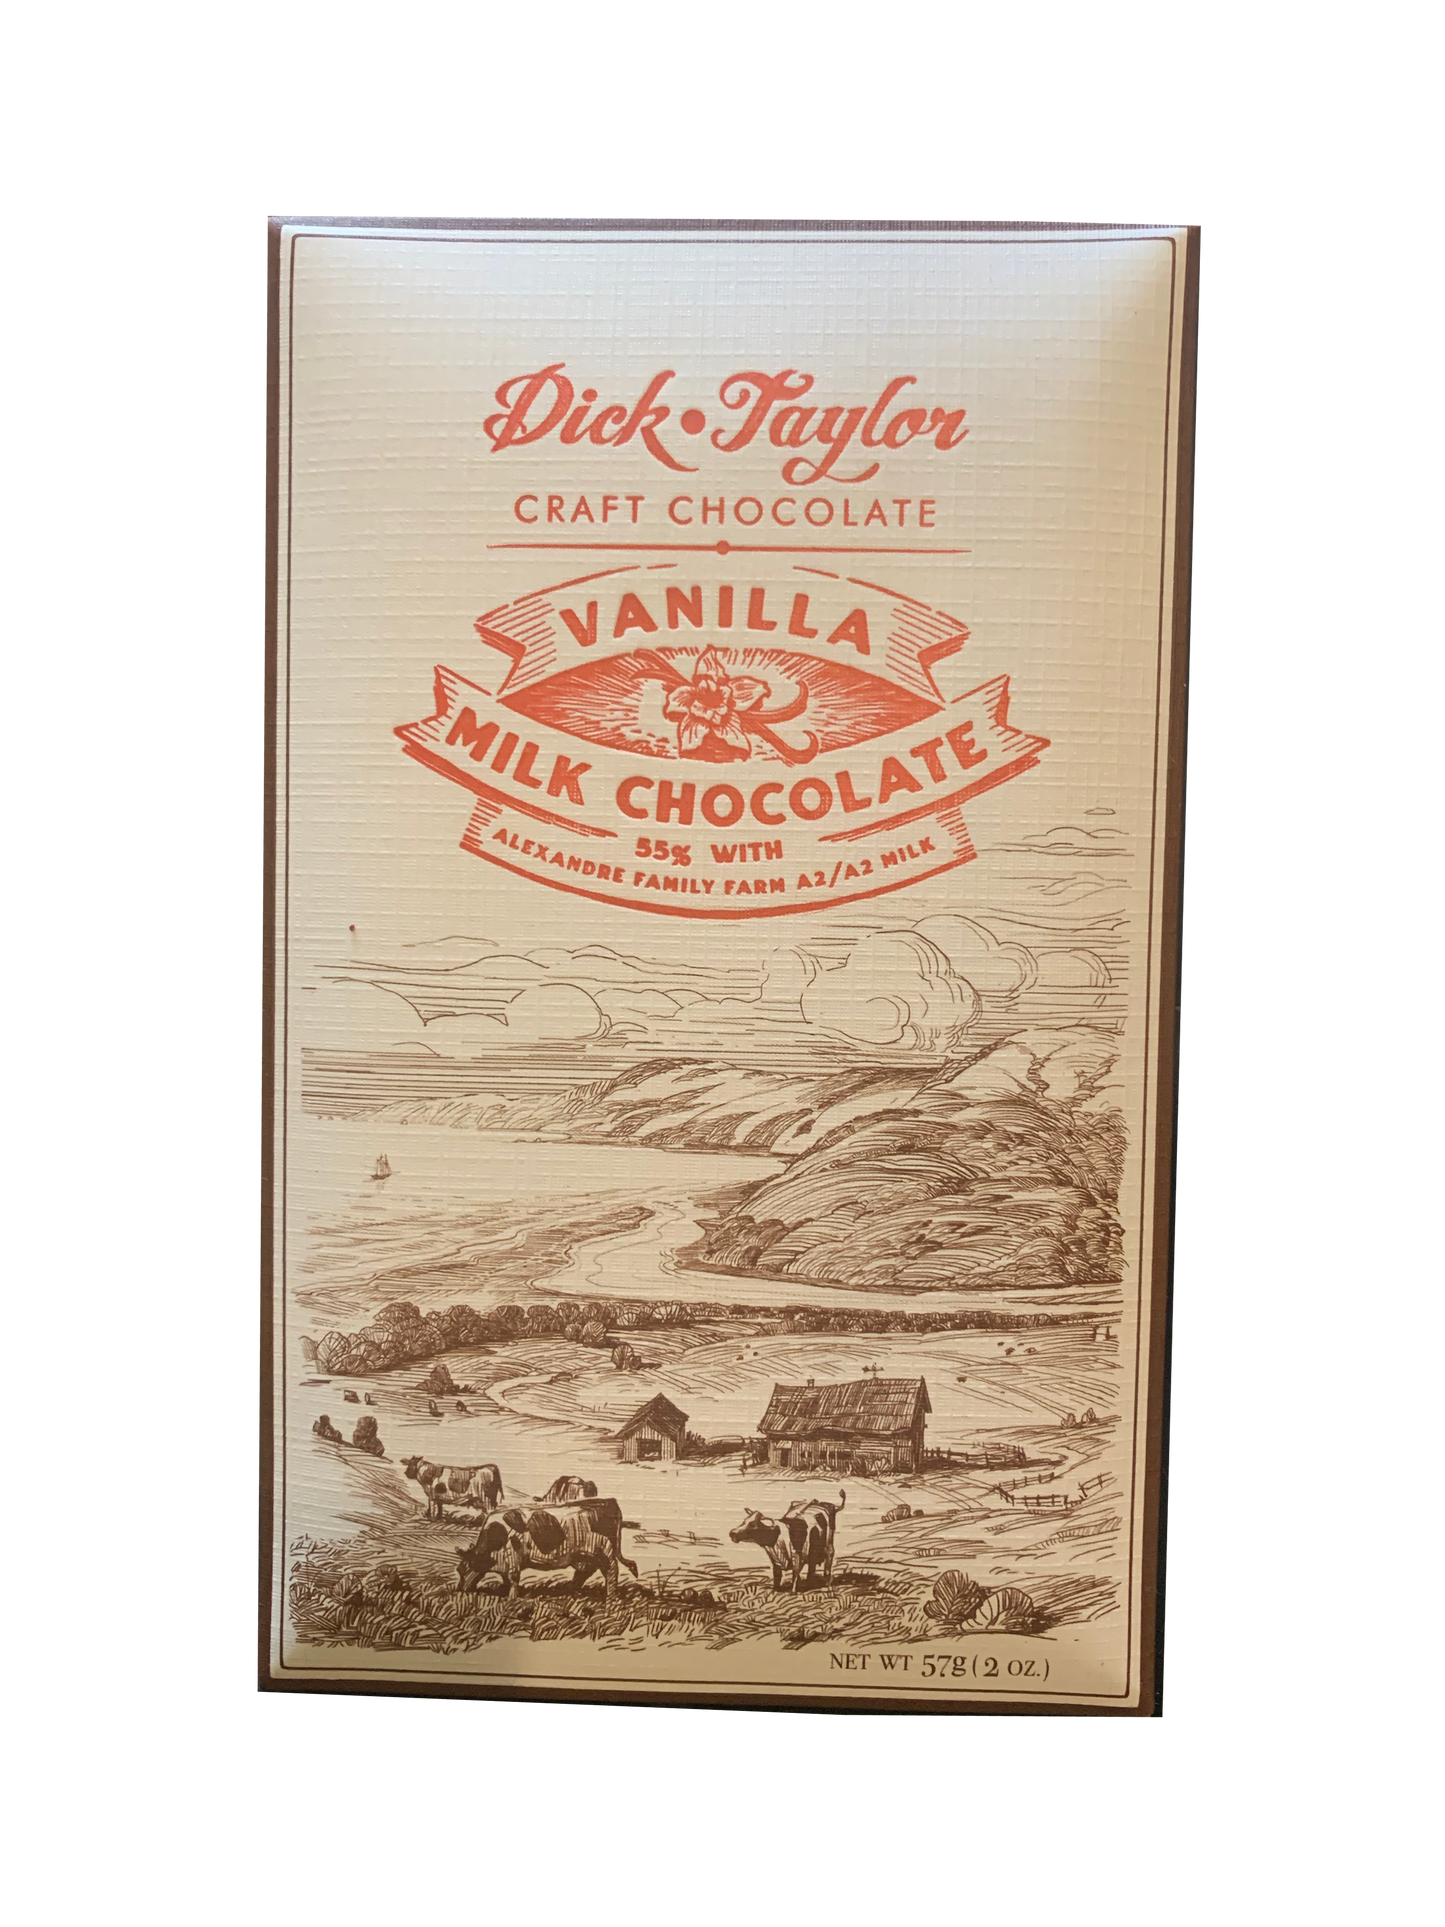 Dick•Taylor
CRAFT CHOCOLATE
VANILLA
MILK CHOCOLATE
55% WITH
ALEXANDRE FAMILY FARM A2/A2 MILK
NET WT 57g (2 OZ.)